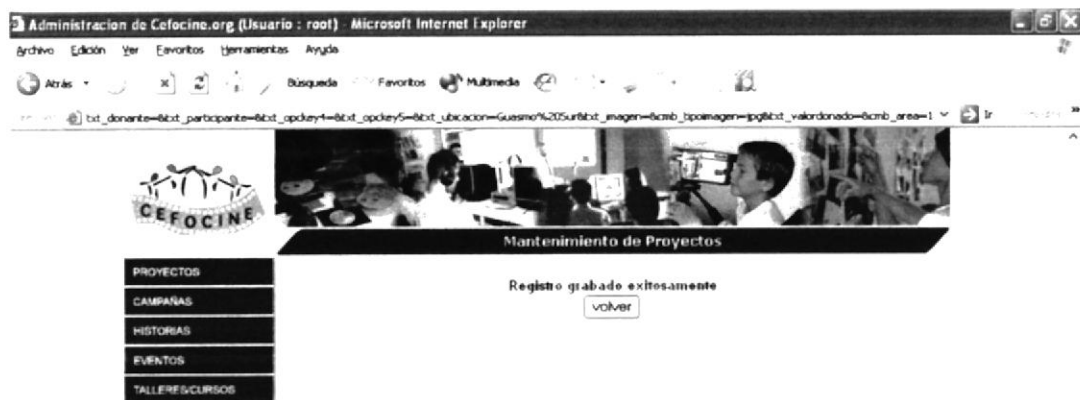 Administracion de Cefocine.org (Usuario : root) - Microsoft Internet Explorer
Archivo Edición Ver Favoritos Herramientas Ayuda
Atrás Búsqueda Favoritos Multimedia
txt_donante=&txt_participante=&txt_opckey4=&txt_opckey5=&txt_ubicacion=Guasmo%20Sur&txt_imagen=&cmb_tipoimagen=jpg&txt_valordonado=&cmb_area=1 Ir
CEFOCINE
Mantenimiento de Proyectos
PROYECTOS
CAMPAÑAS
HISTORIAS
EVENTOS
TALLERES/CURSOS
Registro grabado exitosamente
volver